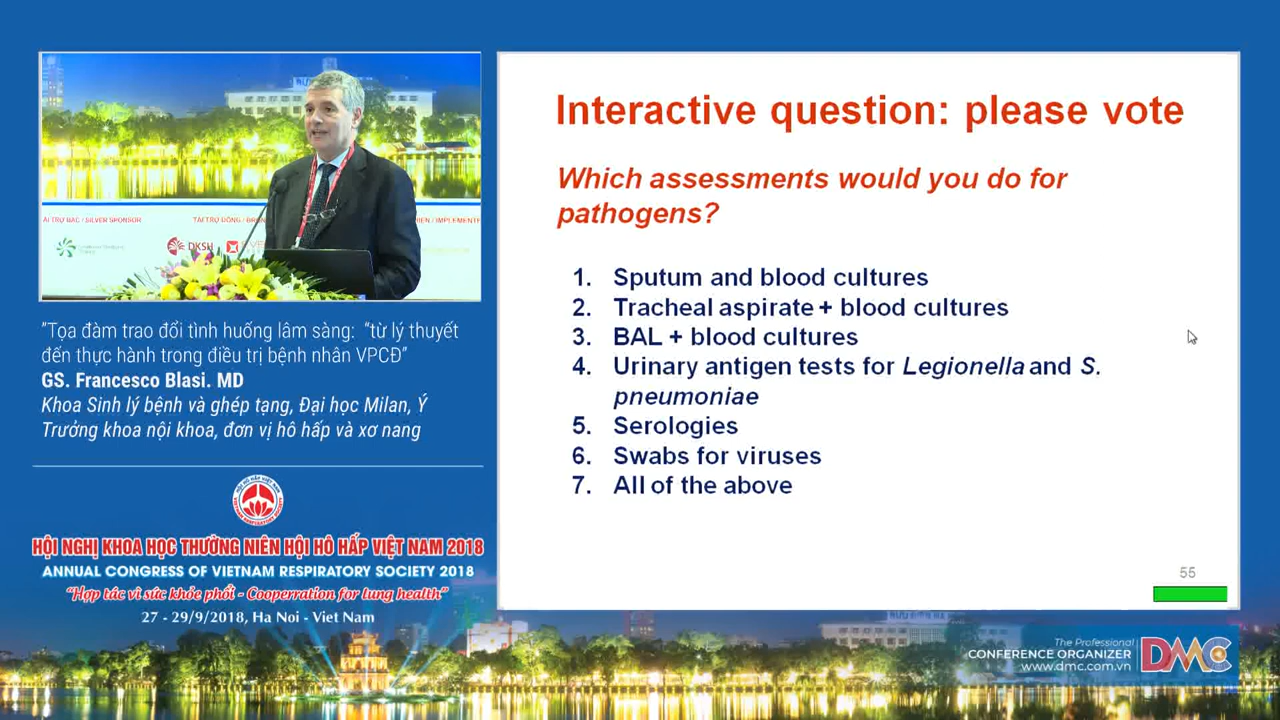 ÀI TRỢ BẠC / SILVER SPONSOR
DKSH
"Tọa đàm trao đổi tình huống lâm sàng: “từ lý thuyết
đến thực hành trong điều trị bệnh nhân VPCĐ”
GS. Francesco Blasi. MD
Khoa Sinh lý bệnh và ghép tạng, Đại học Milan, Ý
Trưởng khoa nội khoa, đơn vị hô hấp và xơ nang
HỘI NGHỊ KHOA HỌC THƯỜNG NIÊN HỘI HÔ HẤP VIỆT NAM 2018
ANNUAL CONGRESS OF VIETNAM RESPIRATORY SOCIETY 2018
"Hợp tác vì sức khỏe phổi - Cooperration for lung health"
27 - 29/9/2018, Ha Noi - Viet Nam
Interactive question: please vote
Which assessments would you do for
pathogens?
1. Sputum and blood cultures
2. Tracheal aspirate + blood cultures
3. BAL + blood cultures
4. Urinary antigen tests for Legionella and S.
pneumoniae
5. Serologies
6. Swabs for viruses
7. All of the above
55
The Professional
CONFERENCE ORGANIZER
www.dmc.com.vn
DMC